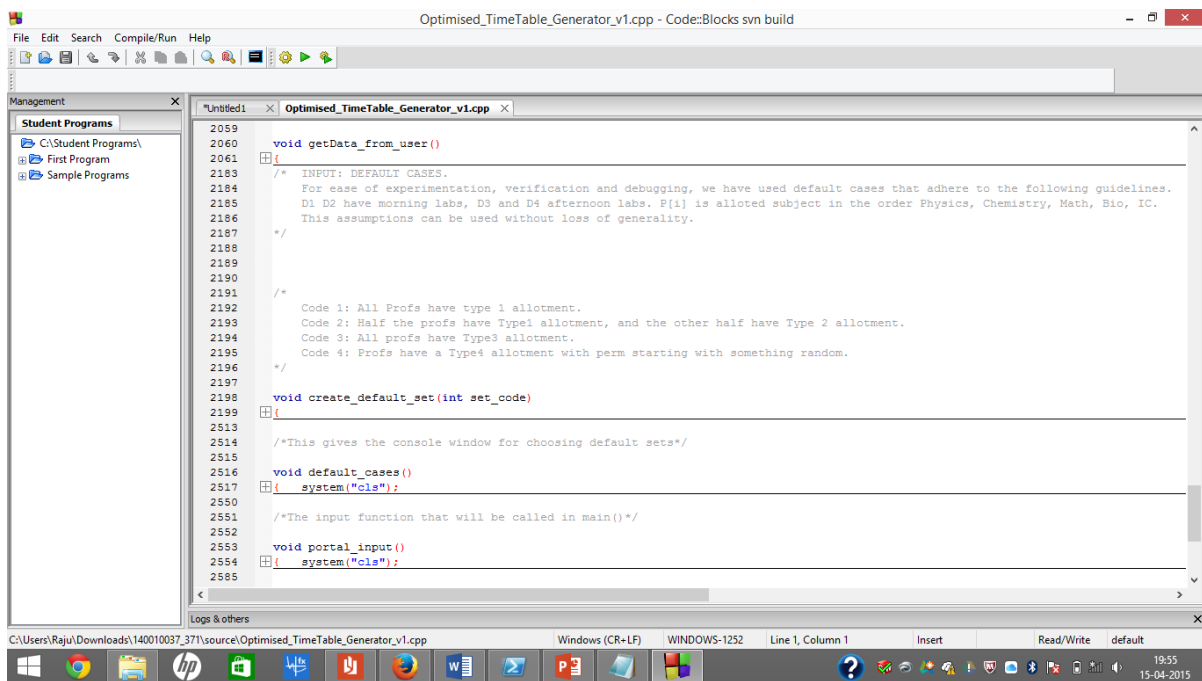 Optimised_TimeTable_Generator_v1.cpp - Code::Blocks svn build
File Edit Search Compile/Run Help
Management
Student Programs
C:\Student Programs\
First Program
Sample Programs
*Untitled1 Optimised_TimeTable_Generator_v1.cpp
2059
2060 void getData_from_user()
2061 {
2183 /* INPUT: DEFAULT CASES.
2184 For ease of experimentation, verification and debugging, we have used default cases that adhere to the following guidelines.
2185 D1 D2 have morning labs, D3 and D4 afternoon labs. P[i] is alloted subject in the order Physics, Chemistry, Math, Bio, IC.
2186 This assumptions can be used without loss of generality.
2187 */
2188
2189
2190
2191 /*
2192 Code 1: All Profs have type 1 allotment.
2193 Code 2: Half the profs have Type1 allotment, and the other half have Type 2 allotment.
2194 Code 3: All profs have Type3 allotment.
2195 Code 4: Profs have a Type4 allotment with perm starting with something random.
2196 */
2197
2198 void create_default_set(int set_code)
2199 {
2513
2514 /*This gives the console window for choosing default sets*/
2515
2516 void default_cases()
2517 { system("cls");
2550
2551 /*The input function that will be called in main()*/
2552
2553 void portal_input()
2554 { system("cls");
2585
Logs & others
C:\Users\Raju\Downloads\140010037_371\source\Optimised_TimeTable_Generator_v1.cpp Windows (CR+LF) WINDOWS-1252 Line 1, Column 1 Insert Read/Write default
19:55
15-04-2015